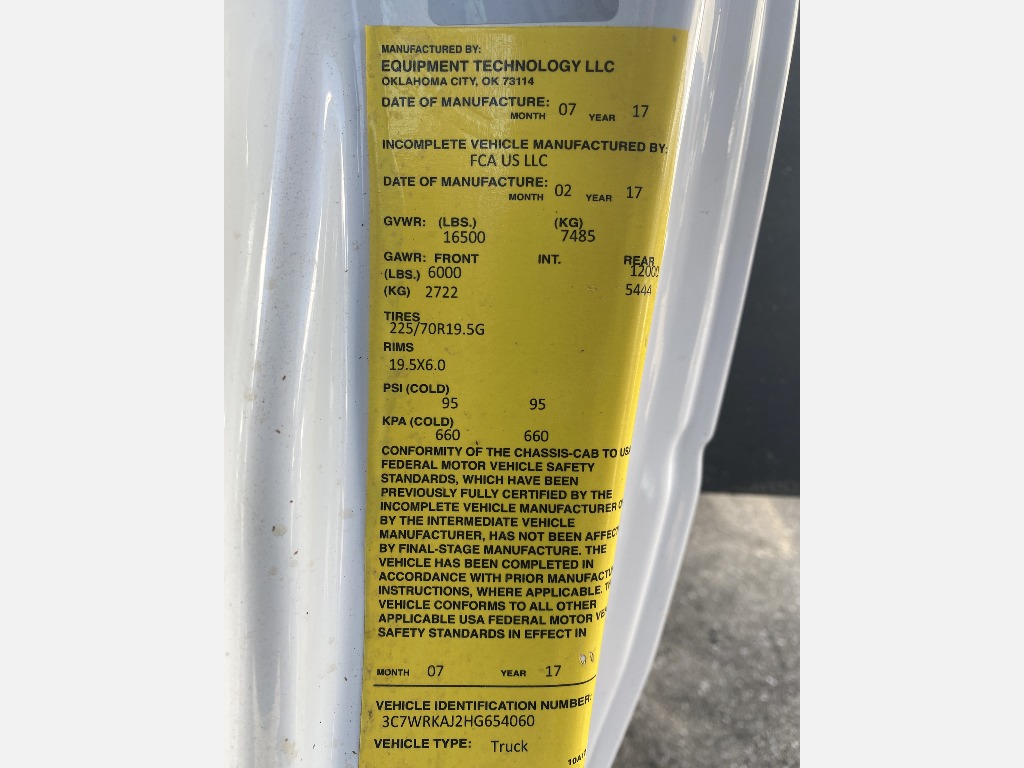 MANUFACTURED BY:
EQUIPMENT TECHNOLOGY LLC
OKLAHOMA CITY, OK 73114
DATE OF MANUFACTURE: MONTH 07 YEAR 17
INCOMPLETE VEHICLE MANUFACTURED BY:
FCA US LLC
DATE OF MANUFACTURE: MONTH 02 YEAR 17
GVWR: (LBS.) (KG)
16500 7485
GAWR: FRONT INT. REAR
(LBS.) 6000 12000
(KG) 2722 5444
TIRES
225/70R19.5G
RIMS
19.5X6.0
PSI (COLD)
95 95
KPA (COLD)
660 660
CONFORMITY OF THE CHASSIS-CAB TO USA
FEDERAL MOTOR VEHICLE SAFETY
STANDARDS, WHICH HAVE BEEN
PREVIOUSLY FULLY CERTIFIED BY THE
INCOMPLETE VEHICLE MANUFACTURER O
BY THE INTERMEDIATE VEHICLE
MANUFACTURER, HAS NOT BEEN AFFEC
BY FINAL-STAGE MANUFACTURE. THE
VEHICLE HAS BEEN COMPLETED IN
ACCORDANCE WITH PRIOR MANUFACTU
INSTRUCTIONS, WHERE APPLICABLE. T
VEHICLE CONFORMS TO ALL OTHER
APPLICABLE USA FEDERAL MOTOR VE
SAFETY STANDARDS IN EFFECT IN
MONTH 07 YEAR 17
VEHICLE IDENTIFICATION NUMBER:
3C7WRKAJ2HG654060
VEHICLE TYPE: Truck